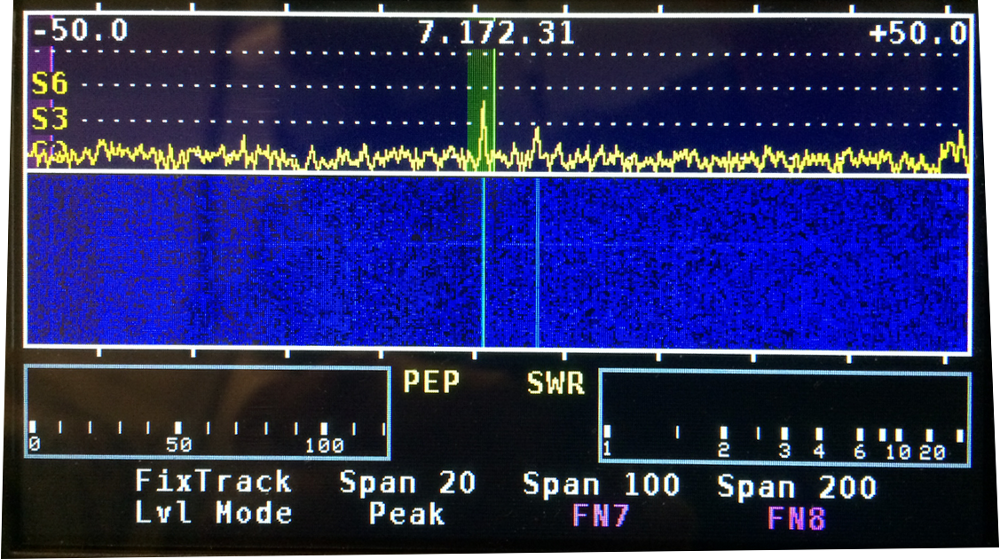 -50.0 7.172.31 +50.0
S6
S3
PEP SWR
0 50 100 1 2 3 4 6 10 20
FixTrack Span 20 Span 100 Span 200
Lvl Mode Peak FN7 FN8